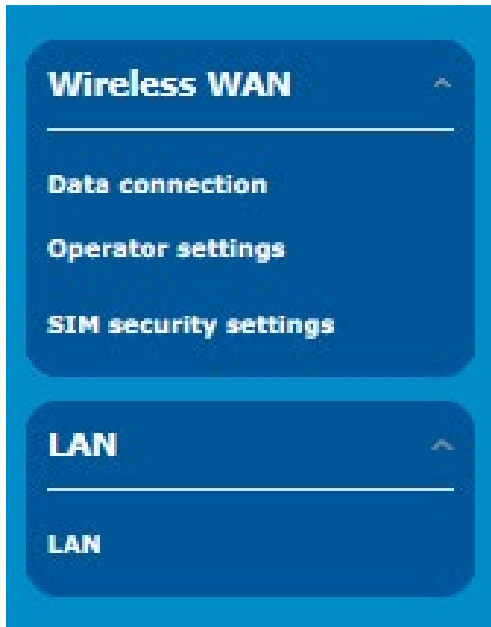 Wireless WAN
Data connection
Operator settings
SIM security settings
LAN
LAN